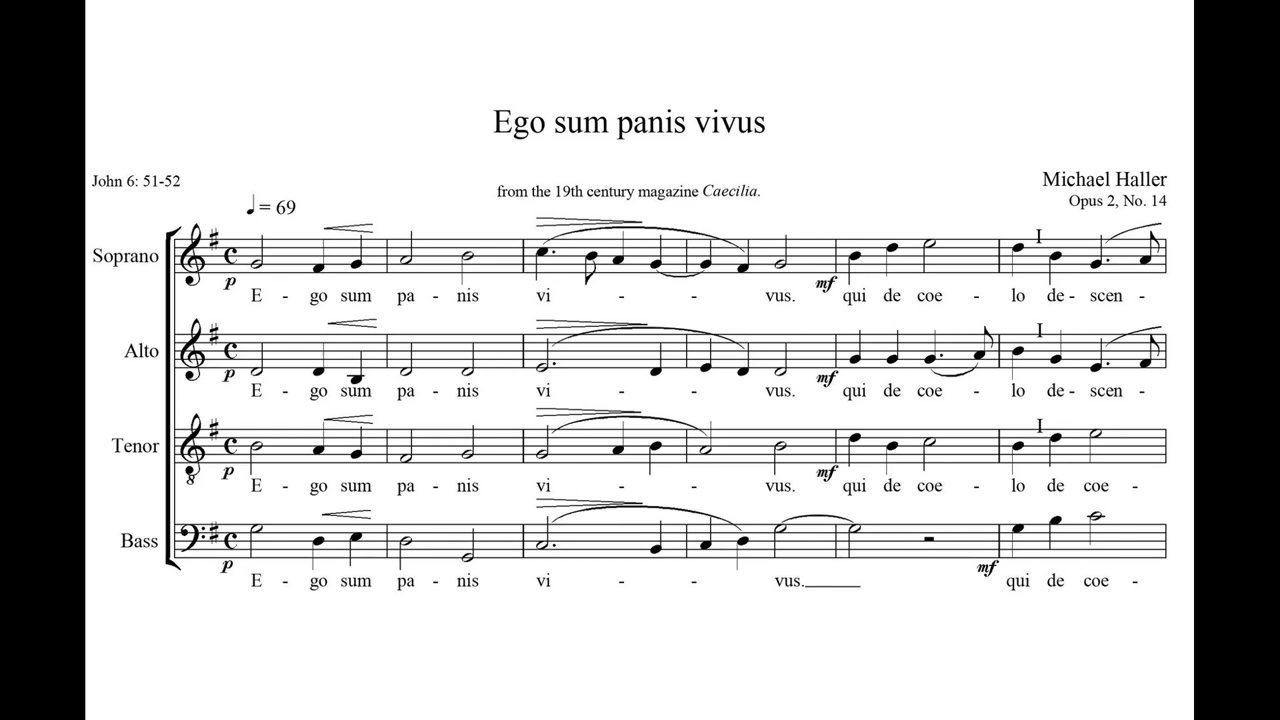 Ego sum panis vivus
John 6: 51-52
from the 19th century magazine Caecilia.
Michael Haller
Opus 2, No. 14
♩ = 69
Soprano
p mf I
E - go sum pa - nis vi - - - vus. qui de coe - lo de - scen -
Alto
p mf I
E - go sum pa - nis vi - - - vus. qui de coe - lo de - scen -
Tenor
p mf I
E - go sum pa - nis vi - - - vus. qui de coe - lo de coe -
8
Bass
p mf
E - go sum pa - nis vi - - - vus.____ qui de coe -